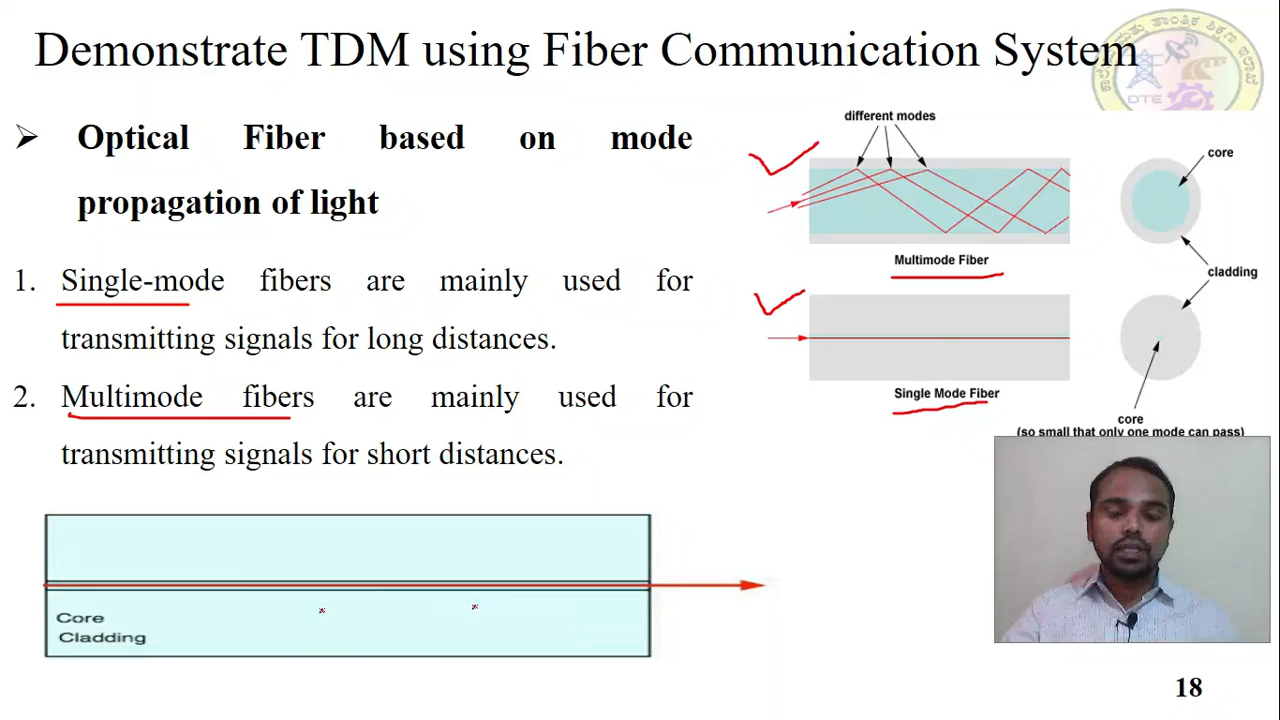 Demonstrate TDM using Fiber Communication System
ತಾಂತ್ರಿಕ ಶಿಕ್ಷಣ ಇಲಾಖೆ
DTE
➢ Optical Fiber based on mode
propagation of light
1. Single-mode fibers are mainly used for
transmitting signals for long distances.
2. Multimode fibers are mainly used for
transmitting signals for short distances.
different modes
core
Multimode Fiber
cladding
Single Mode Fiber
core
(so small that only one mode can pass)
Core
Cladding
18